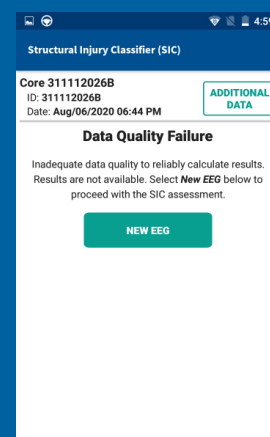 4:59
Structural Injury Classifier (SIC)
Core 311112026B
ID: 311112026B
Date: Aug/06/2020 06:44 PM
ADDITIONAL
DATA
Data Quality Failure
Inadequate data quality to reliably calculate results.
Results are not available. Select New EEG below to
proceed with the SIC assessment.
NEW EEG